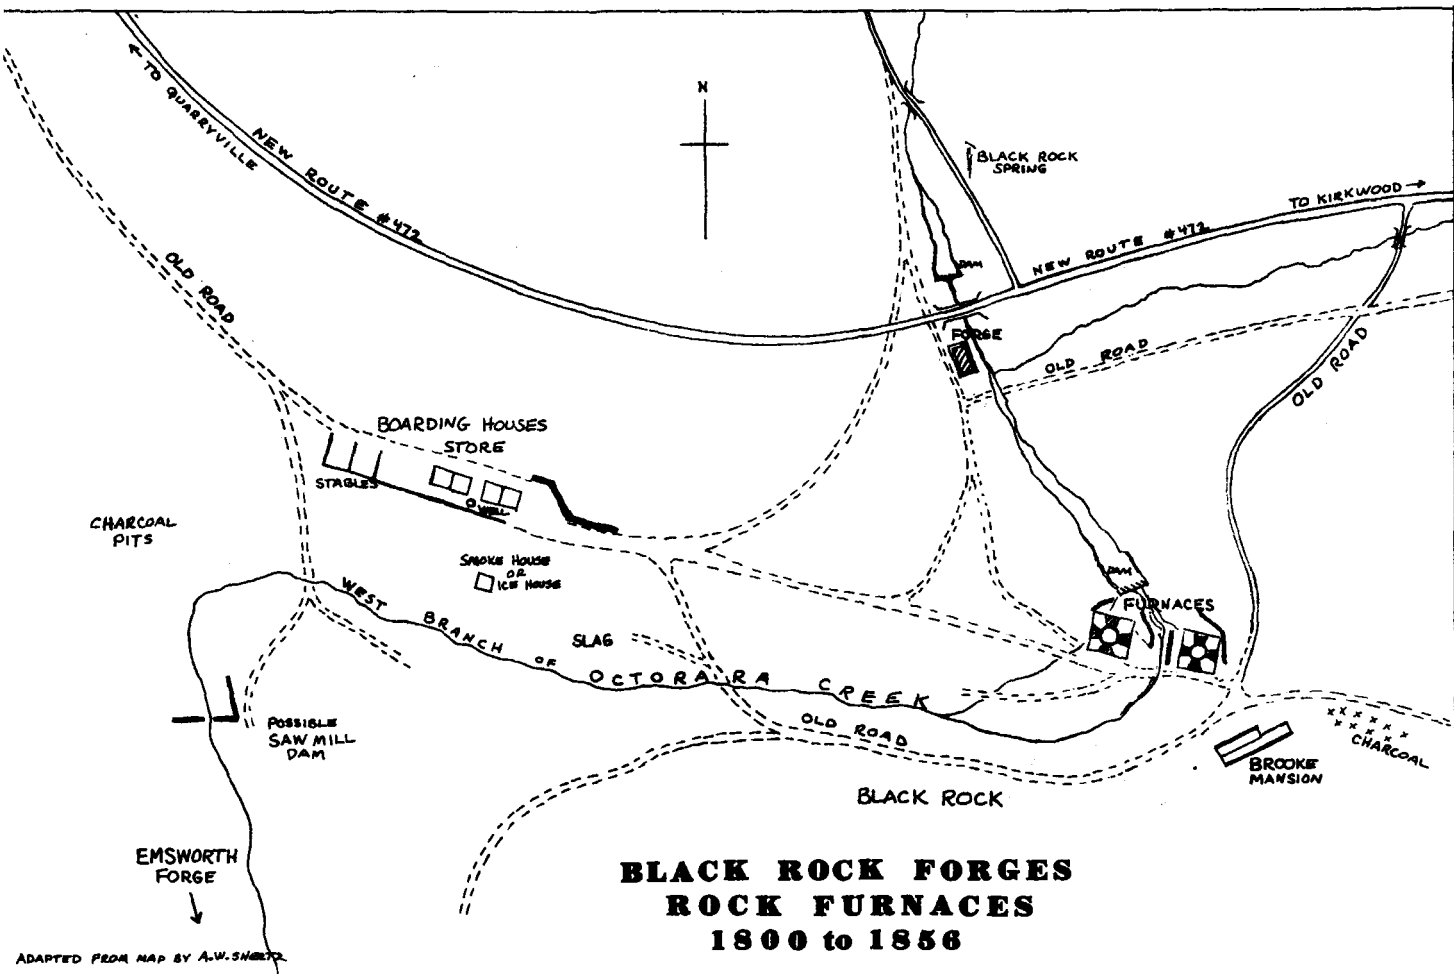 N
← TO QUARRYVILLE
NEW ROUTE #472
BLACK ROCK
SPRING
TO KIRKWOOD →
NEW ROUTE #472
DAM
FORGE
OLD ROAD
OLD ROAD
OLD ROAD
BOARDING HOUSES
STORE
STABLES
WELL
CHARCOAL
PITS
SMOKE HOUSE
OR
ICE HOUSE
DAM
FURNACES
WEST BRANCH OF OCTORARA CREEK
SLAG
POSSIBLE
SAW MILL
DAM
OLD ROAD
CHARCOAL
BROOKE
MANSION
BLACK ROCK
EMSWORTH
FORGE
BLACK ROCK FORGES
ROCK FURNACES
1800 to 1856
ADAPTED FROM MAP BY A.W.